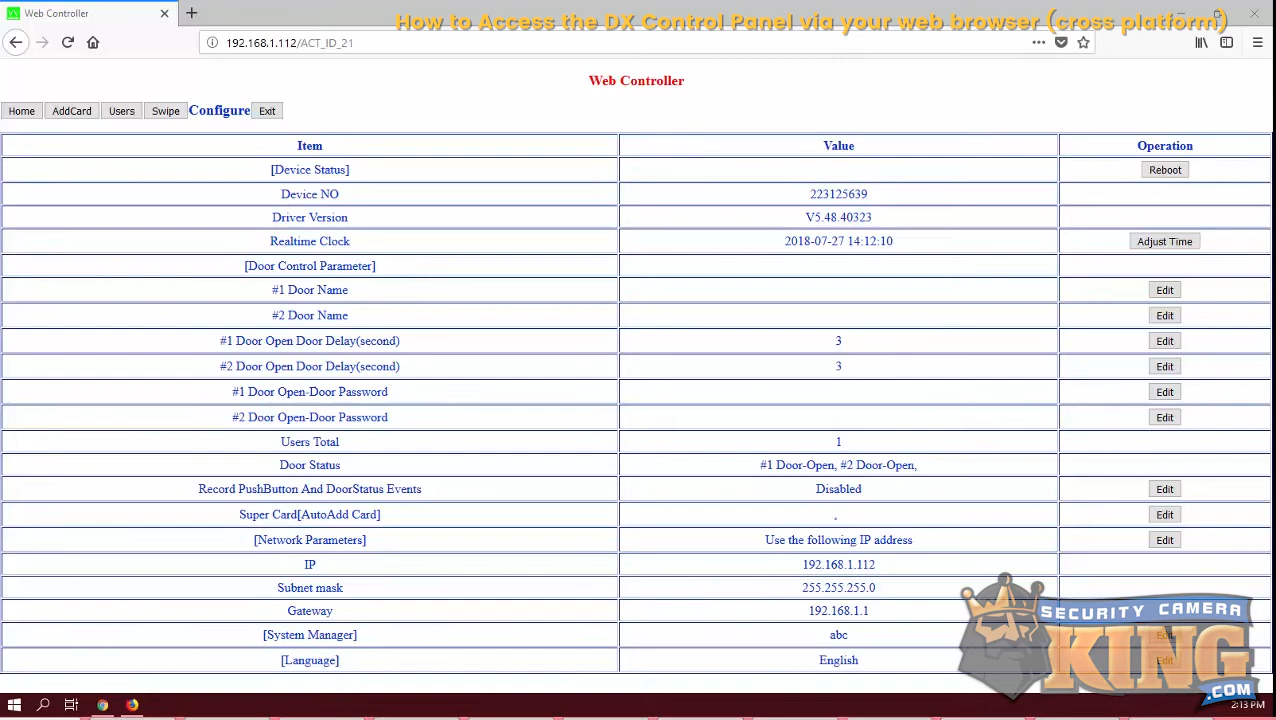 Web Controller
How to Access the DX Control Panel via your web browser (cross platform)
192.168.1.112/ACT_ID_21
Web Controller
Home AddCard Users Swipe Configure Exit
Item Value Operation
[Device Status] Reboot
Device NO 223125639
Driver Version V5.48.40323
Realtime Clock 2018-07-27 14:12:10 Adjust Time
[Door Control Parameter]
#1 Door Name Edit
#2 Door Name Edit
#1 Door Open Door Delay(second) 3 Edit
#2 Door Open Door Delay(second) 3 Edit
#1 Door Open-Door Password Edit
#2 Door Open-Door Password Edit
Users Total 1
Door Status #1 Door-Open, #2 Door-Open,
Record PushButton And DoorStatus Events Disabled Edit
Super Card[AutoAdd Card] , Edit
[Network Parameters] Use the following IP address Edit
IP 192.168.1.112
Subnet mask 255.255.255.0
Gateway 192.168.1.1
[System Manager] abc Edit
[Language] English Edit
SECURITY CAMERA
KING
.COM
2:13 PM